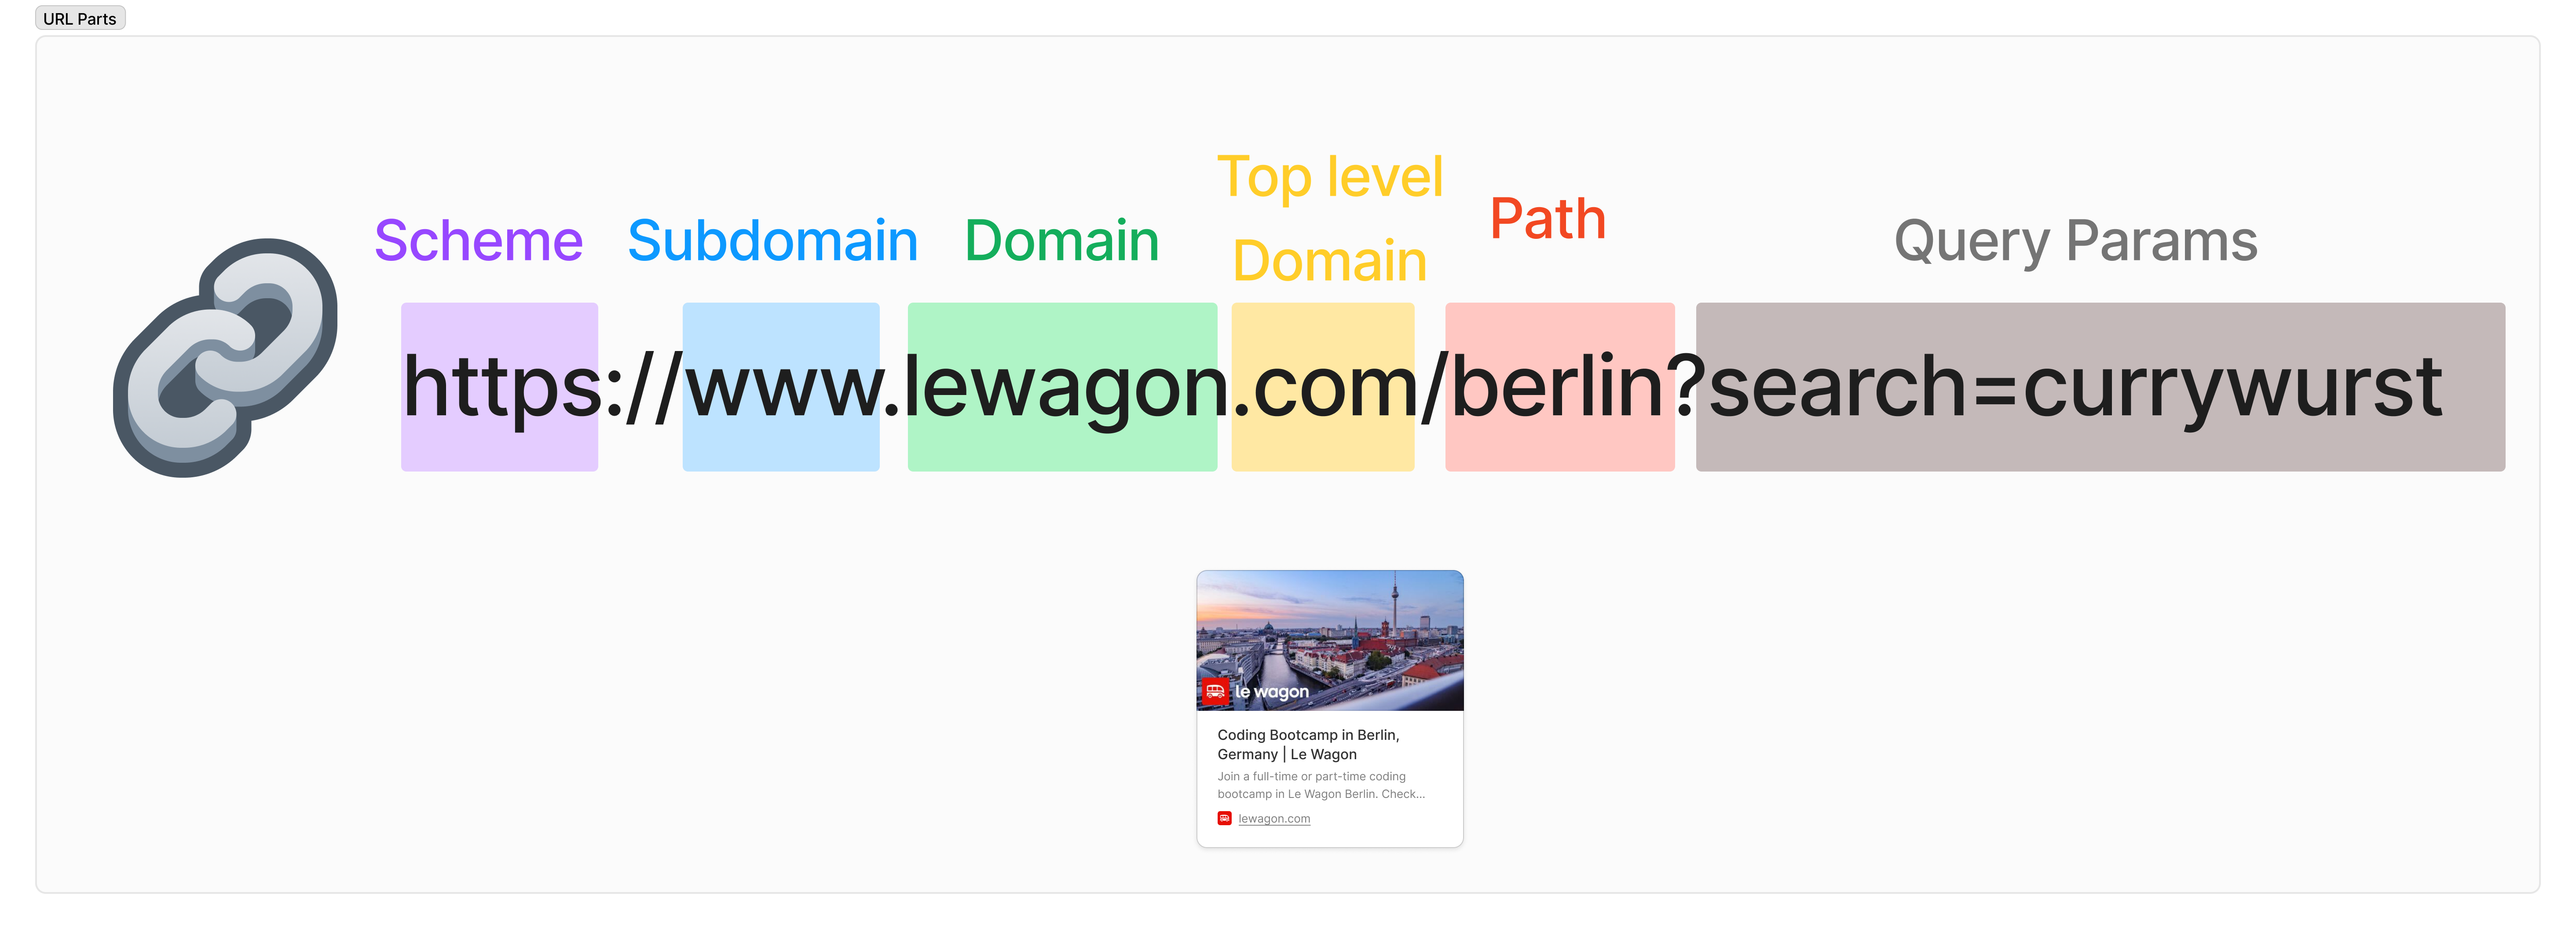 URL Parts
Top level
Scheme Subdomain Domain Domain Path Query Params
https://www.lewagon.com/berlin?search=currywurst
le wagon
Coding Bootcamp in Berlin,
Germany | Le Wagon
Join a full-time or part-time coding
bootcamp in Le Wagon Berlin. Check...
lewagon.com